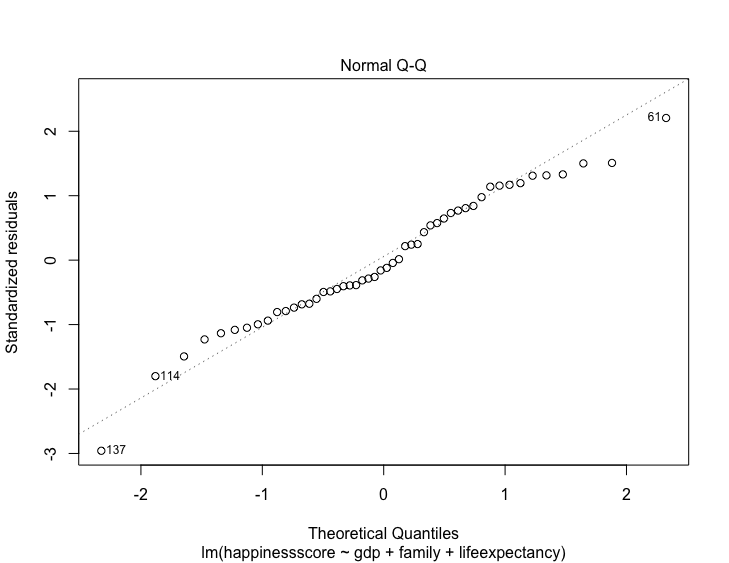 Normal Q-Q
61
2
1
0
-1
-2
-3
Standardized residuals
114
137
-2 -1 0 1 2
Theoretical Quantiles
lm(happinessscore ~ gdp + family + lifeexpectancy)